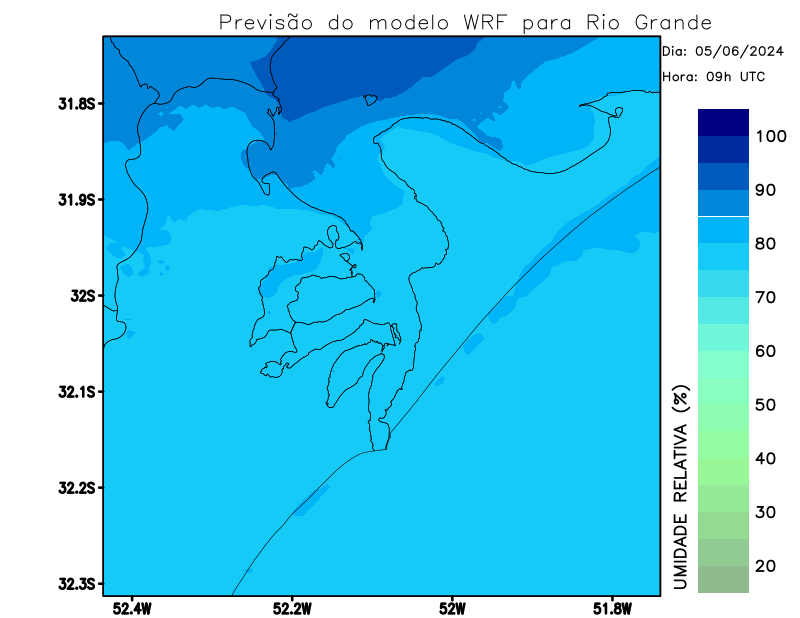 Previsão do modelo WRF para Rio Grande
Dia: 05/06/2024
Hora: 09h UTC
31.8S
31.9S
32S
32.1S
32.2S
32.3S
52.4W
52.2W
52W
51.8W
100
90
80
70
60
50
40
30
20
UMIDADE RELATIVA (%)